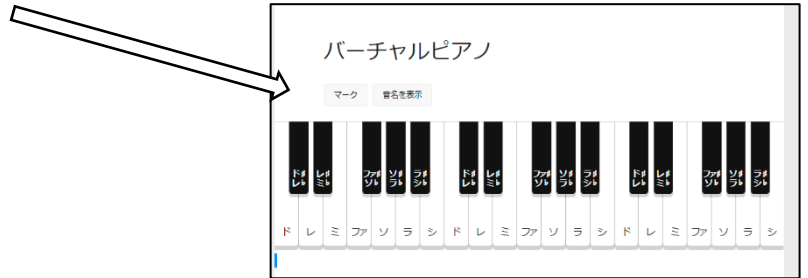 バーチャルピアノ
マーク 音名を表示
ド♯ レ♯ ファ♯ ソ♯ ラ♯ ド♯ レ♯ ファ♯ ソ♯ ラ♯ ド♯ レ♯ ファ♯ ソ♯ ラ♯
レ♭ ミ♭ ソ♭ ラ♭ シ♭ レ♭ ミ♭ ソ♭ ラ♭ シ♭ レ♭ ミ♭ ソ♭ ラ♭ シ♭
ド レ ミ ファ ソ ラ シ ド レ ミ ファ ソ ラ シ ド レ ミ ファ ソ ラ シ